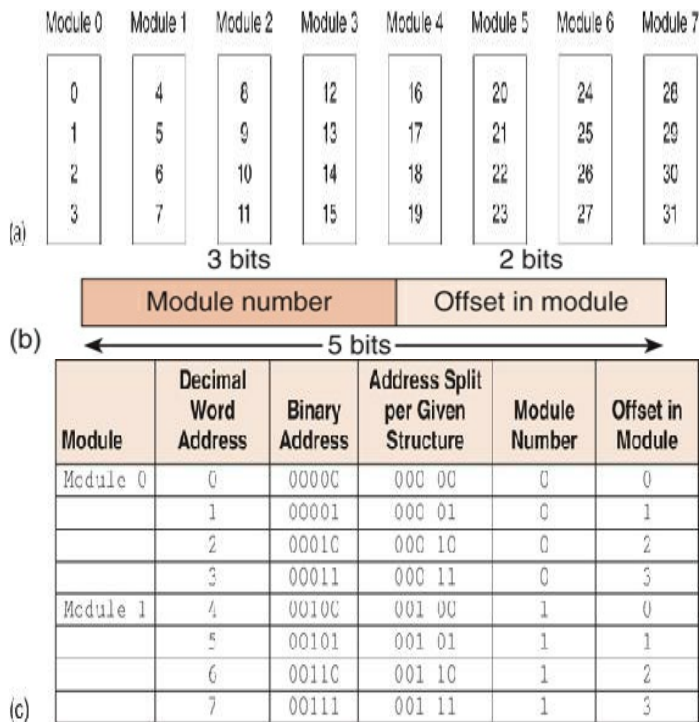 Module 0 Module 1 Module 2 Module 3 Module 4 Module 5 Module 6 Module 7
0 4 8 12 16 20 24 28
1 5 9 13 17 21 25 29
2 6 10 14 18 22 26 30
3 7 11 15 19 23 27 31
(a)
3 bits 2 bits
Module number Offset in module
(b)
5 bits
Module Decimal Word Address Binary Address Address Split per Given Structure Module Number Offset in Module
Module 0 0 00000 000 00 0 0
1 00001 000 01 0 1
2 00010 000 10 0 2
3 00011 000 11 0 3
Module 1 4 00100 001 00 1 0
5 00101 001 01 1 1
6 00110 001 10 1 2
7 00111 001 11 1 3
(c)